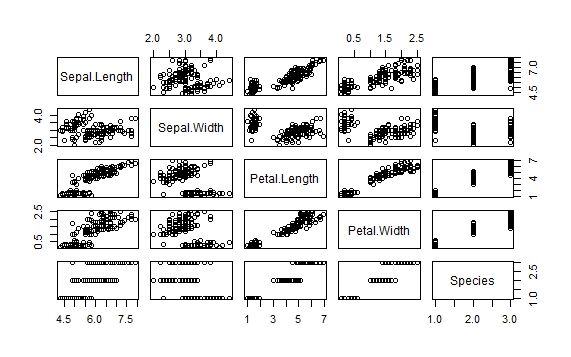 2.0 3.0 4.0
0.5 1.5 2.5
Sepal.Length
4.5 7.0
2.0 4.0
Sepal.Width
Petal.Length
1 4 7
0.5 2.5
Petal.Width
Species
1.0 2.5
4.5 6.0 7.5
1 3 5 7
1.0 2.0 3.0